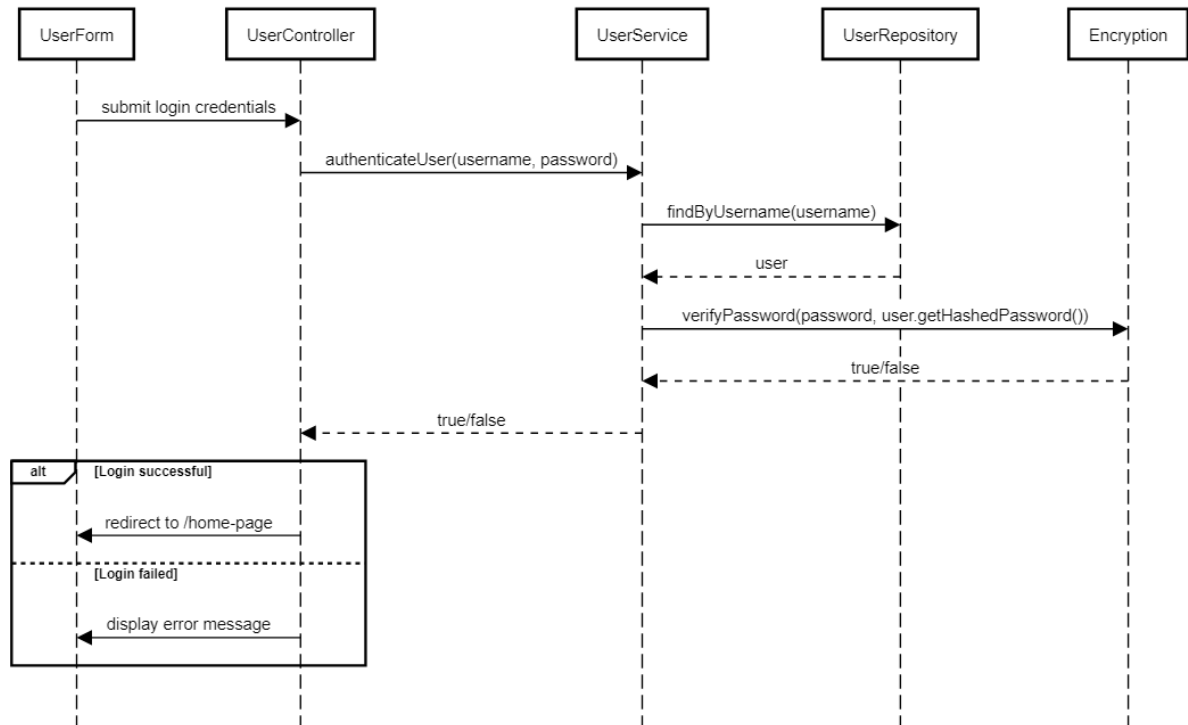 UserForm
UserController
UserService
UserRepository
Encryption
submit login credentials
authenticateUser(username, password)
findByUsername(username)
user
verifyPassword(password, user.getHashedPassword())
true/false
true/false
alt
[Login successful]
redirect to /home-page
[Login failed]
display error message